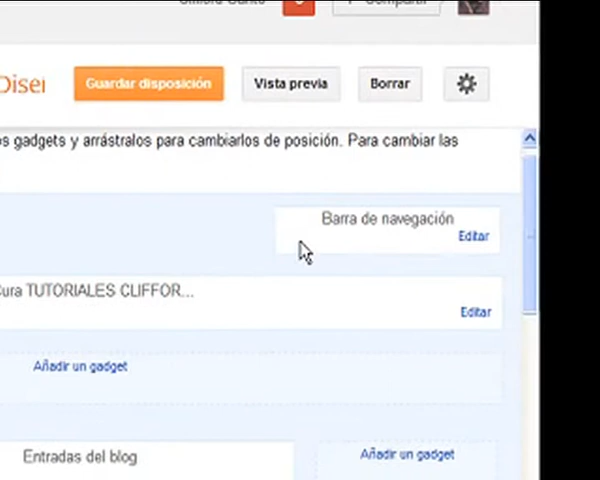 Disei
Guardar disposición
Vista previa
Borrar
os gadgets y arrástralos para cambiarlos de posición. Para cambiar las
Barra de navegación
Editar
Cura TUTORIALES CLIFFOR...
Editar
Añadir un gadget
Entradas del blog
Añadir un gadget